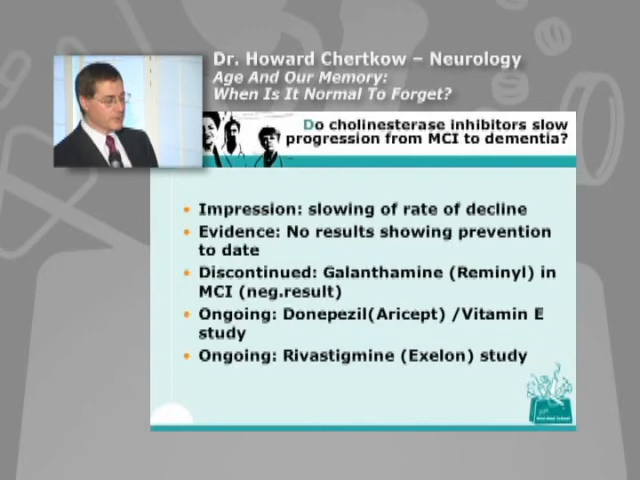 Dr. Howard Chertkow – Neurology
Age And Our Memory:
When Is It Normal To Forget?
Do cholinesterase inhibitors slow
progression from MCI to dementia?
• Impression: slowing of rate of decline
• Evidence: No results showing prevention
to date
• Discontinued: Galanthamine (Reminyl) in
MCI (neg.result)
• Ongoing: Donepezil(Aricept) /Vitamin E
study
• Ongoing: Rivastigmine (Exelon) study